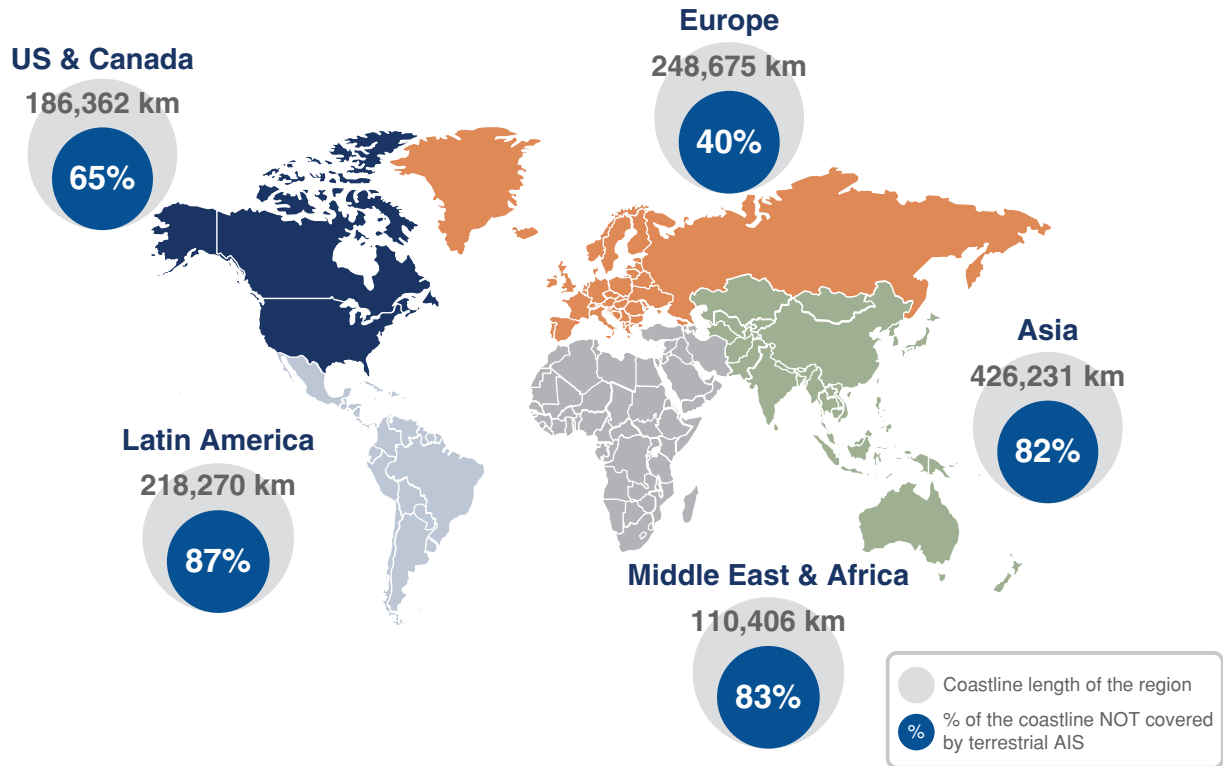 Europe
248,675 km
40%
US & Canada
186,362 km
65%
Asia
426,231 km
82%
Latin America
218,270 km
87%
Middle East & Africa
110,406 km
83%
Coastline length of the region
%
% of the coastline NOT covered
by terrestrial AIS